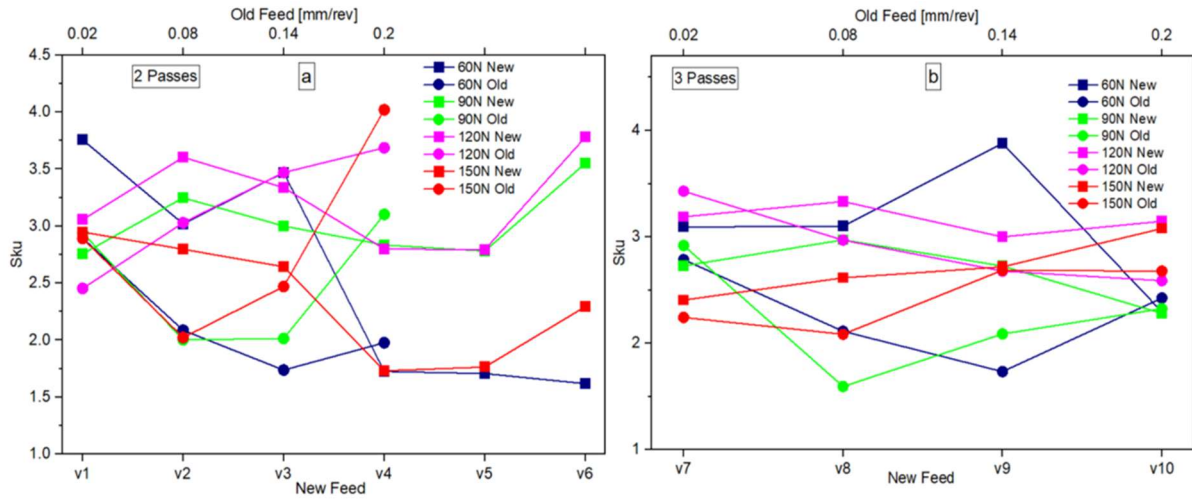 Old Feed [mm/rev]
0.02 0.08 0.14 0.2
4.5
4.0
3.5
3.0
2.5
2.0
1.5
1.0
Sku
2 Passes
a
60N New
60N Old
90N New
90N Old
120N New
120N Old
150N New
150N Old
v1 v2 v3 v4 v5 v6
New Feed
Old Feed [mm/rev]
0.02 0.08 0.14 0.2
4
3
2
1
Sku
3 Passes
b
60N New
60N Old
90N New
90N Old
120N New
120N Old
150N New
150N Old
v7 v8 v9 v10
New Feed